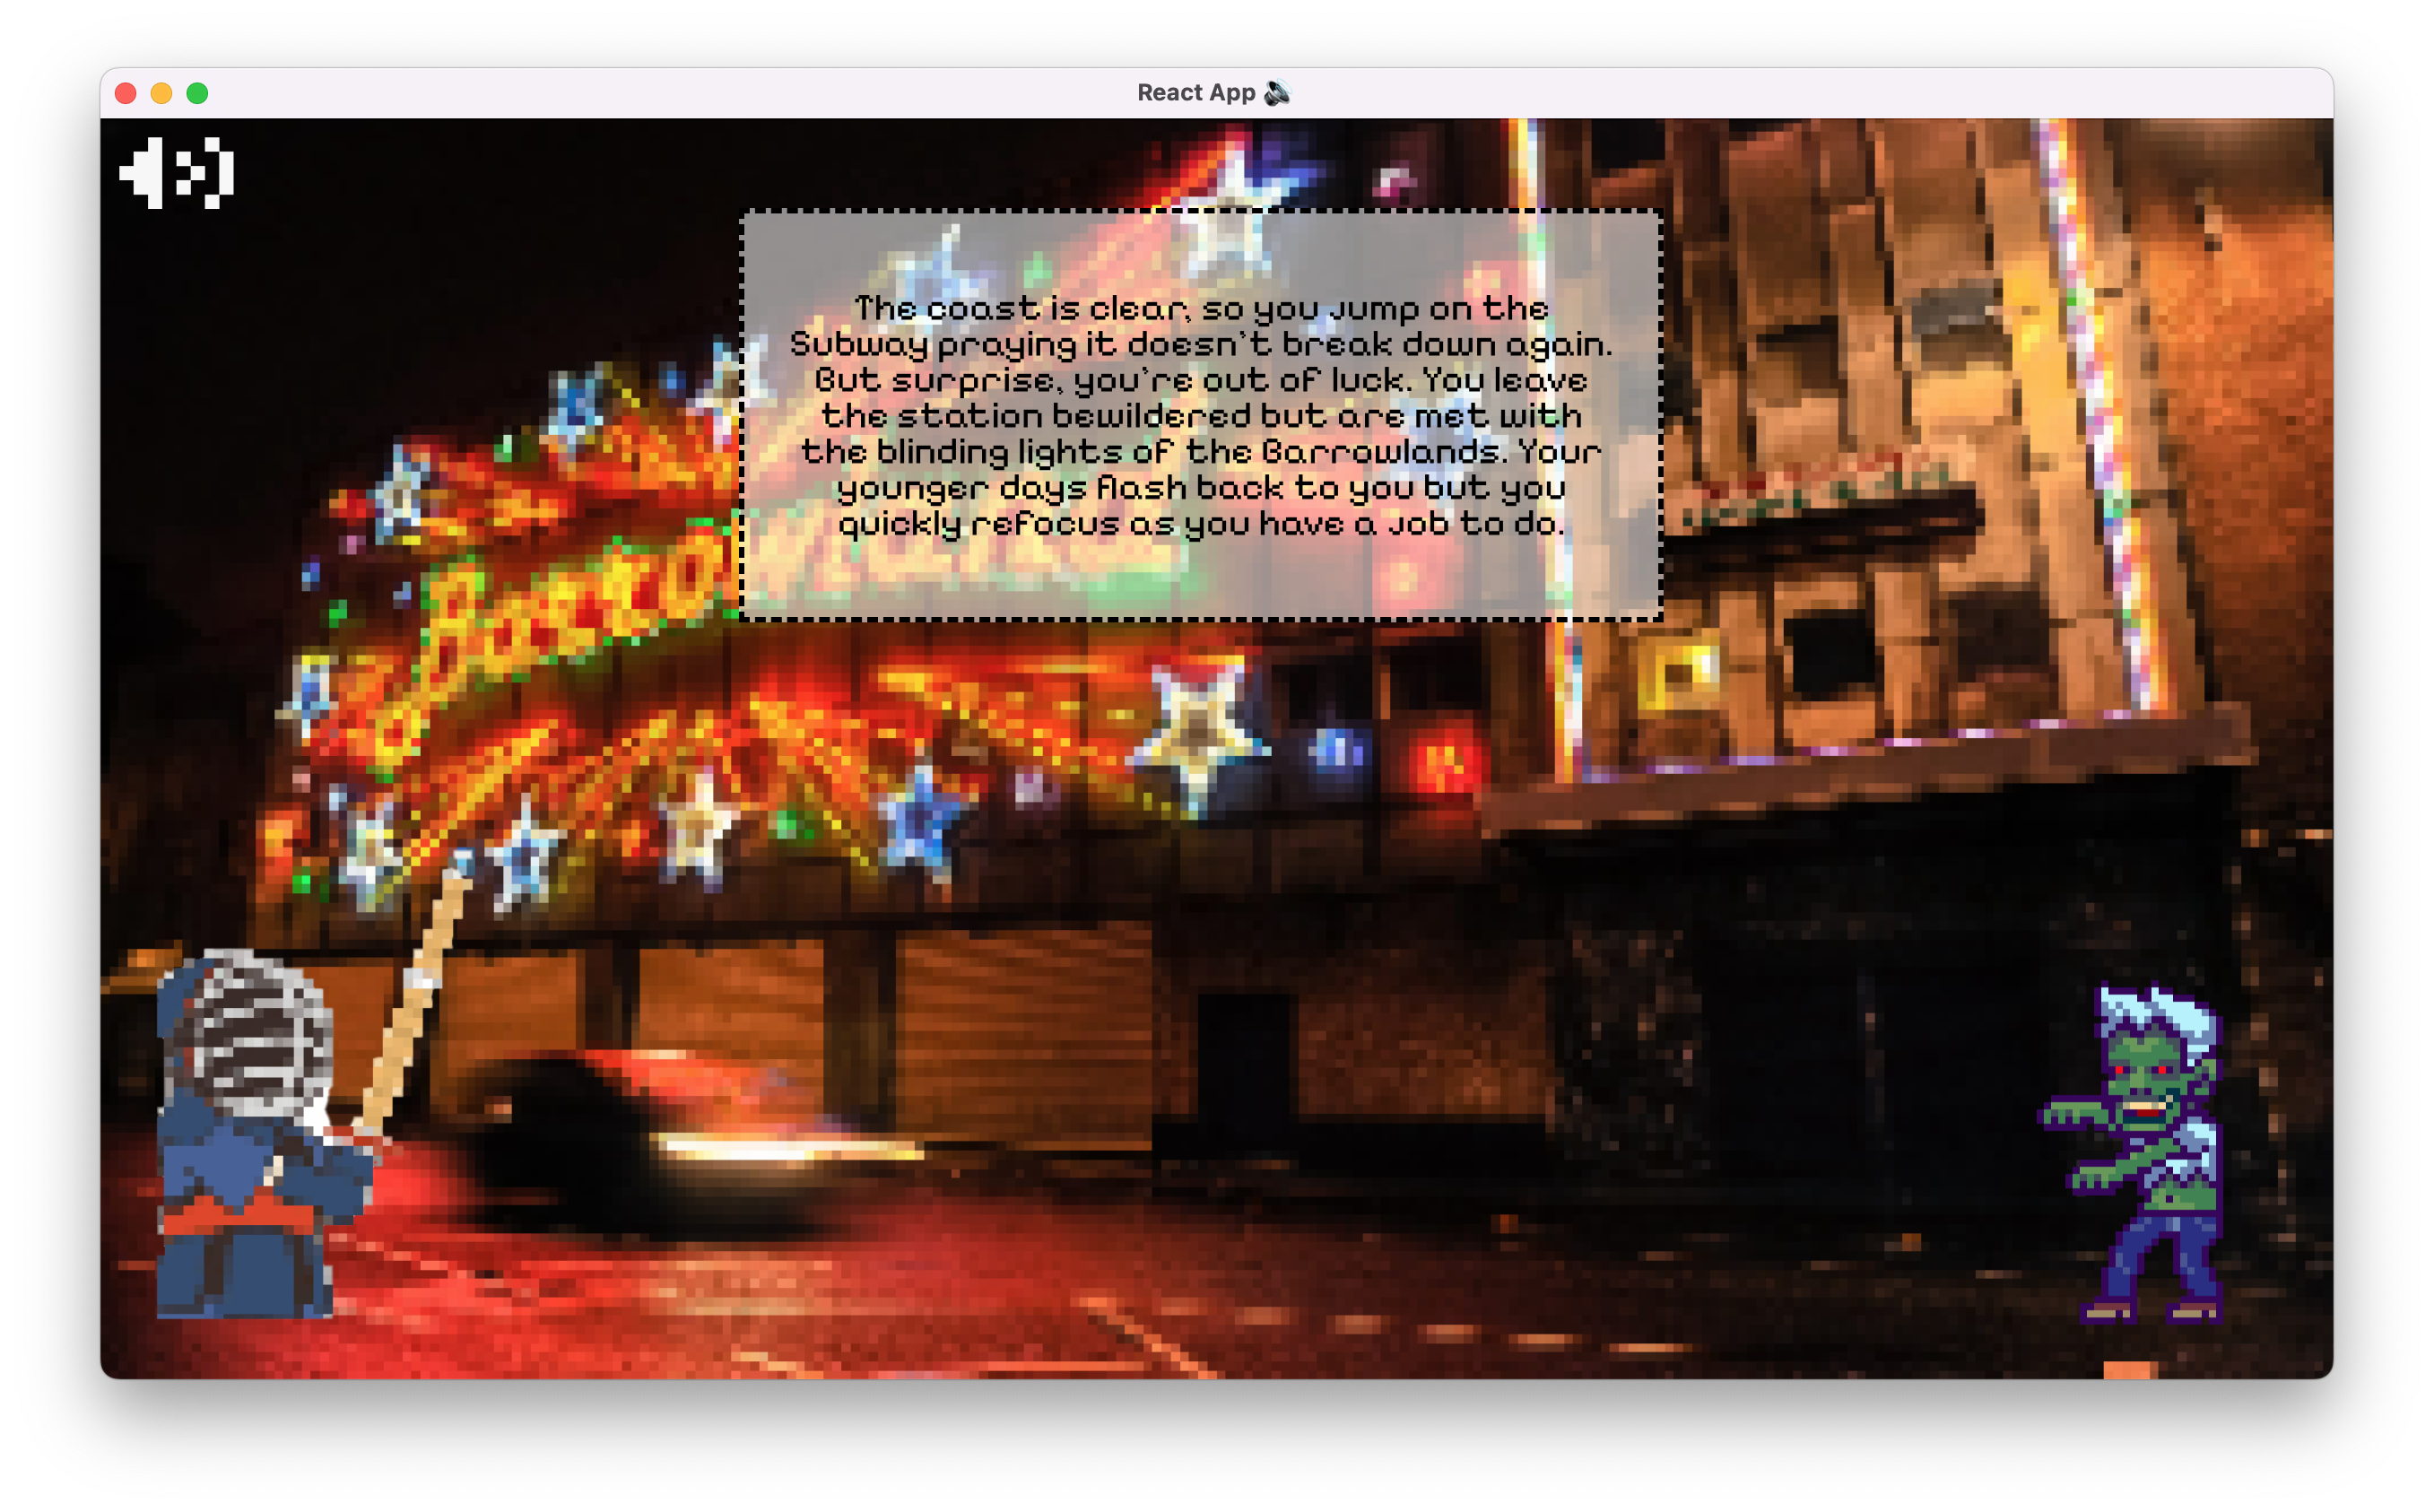 React App
The coast is clear, so you jump on the
Subway praying it doesn't break down again.
But surprise, you're out of luck. You leave
the station bewildered but are met with
the blinding lights of the Barrowlands. Your
younger days flash back to you but you
quickly refocus as you have a job to do.